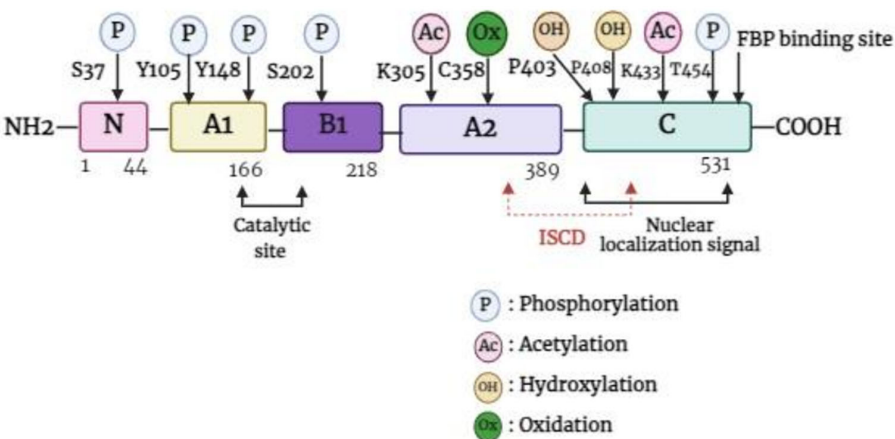 P P P P Ac Ox OH OH Ac P
S37 Y105 Y148 S202 K305 C358 P403 P408 K433 T454 FBP binding site
NH2 N A1 B1 A2 C COOH
1 44 166 218 389 531
Catalytic
site
ISCD
Nuclear
localization signal
P : Phosphorylation
Ac : Acetylation
OH : Hydroxylation
Ox : Oxidation